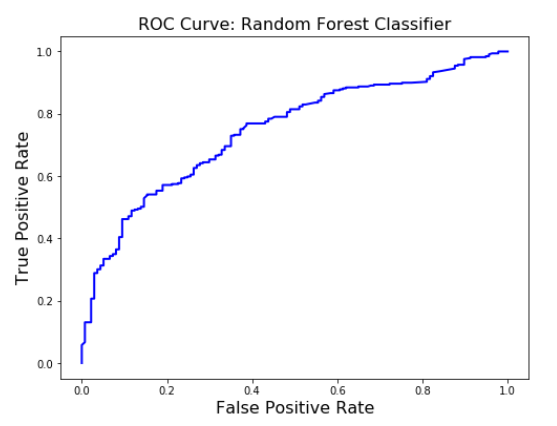 ROC Curve: Random Forest Classifier
1.0
0.8
0.6
0.4
0.2
0.0
True Positive Rate
0.0 0.2 0.4 0.6 0.8 1.0
False Positive Rate